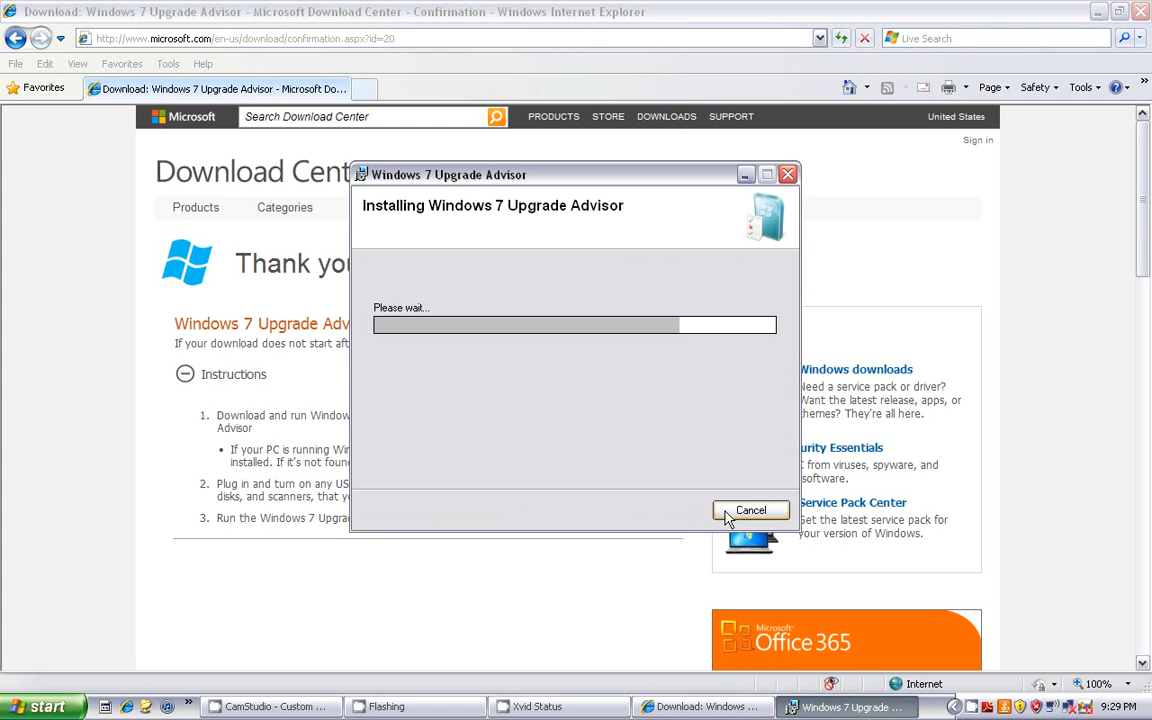 Download: Windows 7 Upgrade Advisor - Microsoft Download Center - Confirmation - Windows Internet Explorer
http://www.microsoft.com/en-us/download/confirmation.aspx?id=20
Live Search
File Edit View Favorites Tools Help
Favorites
Download: Windows 7 Upgrade Advisor - Microsoft Do...
Page Safety Tools
Microsoft
Search Download Center
PRODUCTS STORE DOWNLOADS SUPPORT
United States
Sign in
Download Cent
Products Categories
Windows 7 Upgrade Advisor
Installing Windows 7 Upgrade Advisor
Please wait...
Cancel
Thank you
Windows 7 Upgrade Adv
If your download does not start aft
Instructions
1. Download and run Window
Advisor
• If your PC is running Win
installed. If it's not found
2. Plug in and turn on any US
disks, and scanners, that yo
3. Run the Windows 7 Upgra
Windows downloads
Need a service pack or driver?
Want the latest release, apps, or
themes? They're all here.
urity Essentials
C from viruses, spyware, and
software.
Service Pack Center
Get the latest service pack for
your version of Windows.
Microsoft
Office 365
Internet
100%
start
CamStudio - Custom ...
Flashing
Xvid Status
Download: Windows ...
Windows 7 Upgrade ...
9:29 PM